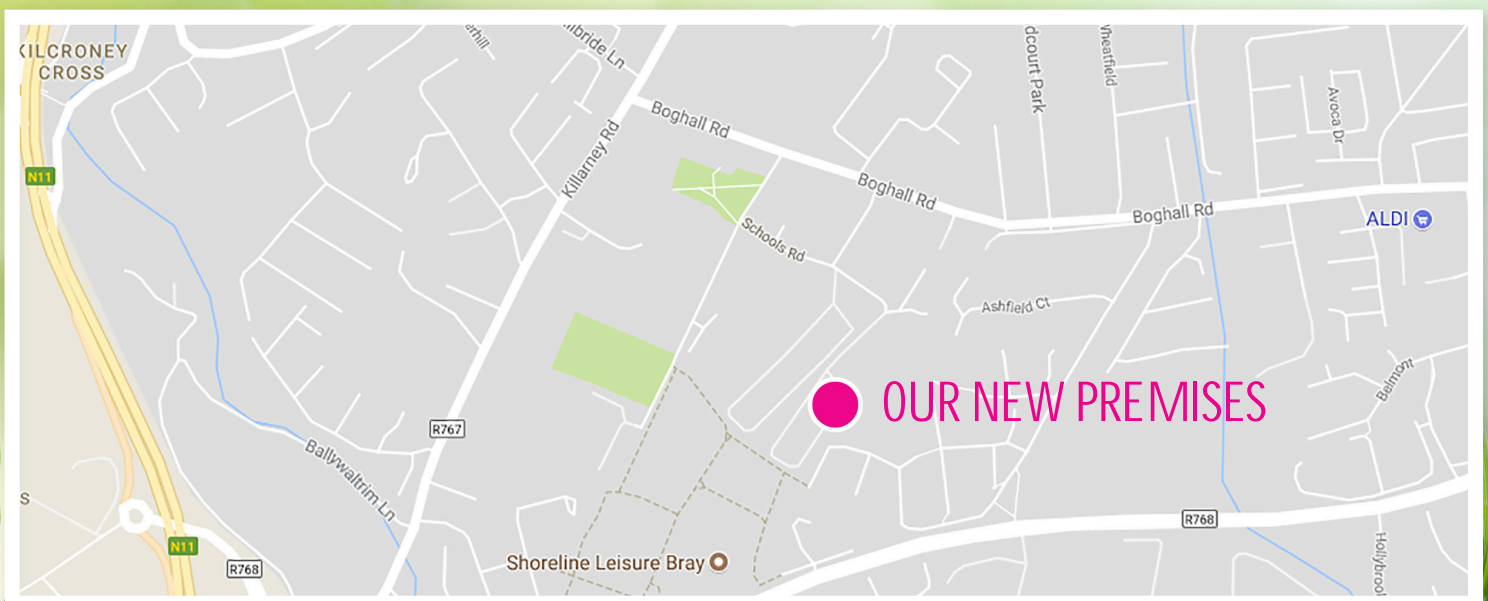 KILCRONEY
CROSS
Boghall Rd
Killarney Rd
N11
Boghall Rd
Boghall Rd
Avoca Dr
ALDI
Schools Rd
Ashfield Ct
OUR NEW PREMISES
Belmont
R767
Ballywaltrim Ln
R768
N11
R768
Shoreline Leisure Bray